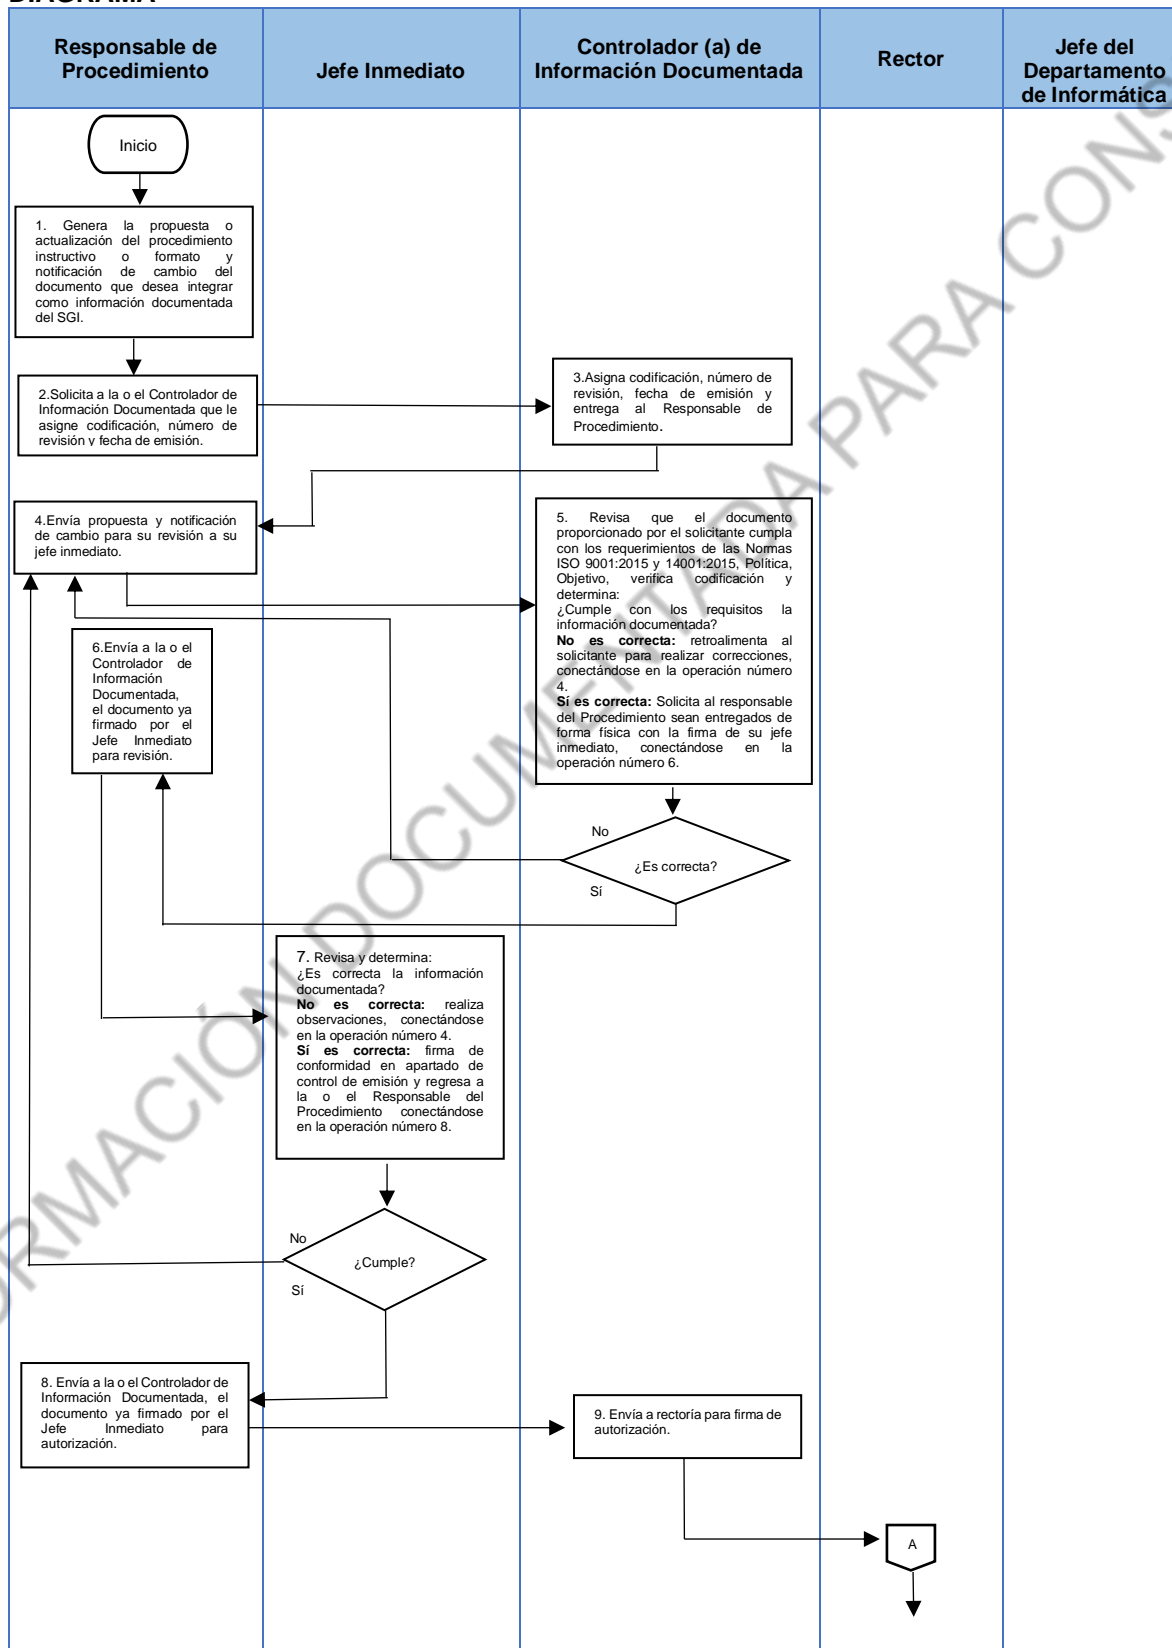 DIAGRAMA
Responsable de
Procedimiento
Jefe Inmediato
Controlador (a) de
Información Documentada
Rector
Jefe del
Departamento
de Informática
Inicio
1. Genera la propuesta o
actualización del procedimiento
instructivo o formato y
notificación de cambio del
documento que desea integrar
como información documentada
del SGI.
2.Solicita a la o el Controlador de
Información Documentada que le
asigne codificación, número de
revisión y fecha de emisión.
3.Asigna codificación, número de
revisión, fecha de emisión y
entrega al Responsable de
Procedimiento.
4.Envía propuesta y notificación
de cambio para su revisión a su
jefe inmediato.
5. Revisa que el documento
proporcionado por el solicitante cumpla
con los requerimientos de las Normas
ISO 9001:2015 y 14001:2015, Política,
Objetivo, verifica codificación y
determina:
¿Cumple con los requisitos la
información documentada?
No es correcta: retroalimenta al
solicitante para realizar correcciones,
conectándose en la operación número
4.
Sí es correcta: Solicita al responsable
del Procedimiento sean entregados de
forma física con la firma de su jefe
inmediato, conectándose en la
operación número 6.
6.Envía a la o el
Controlador de
Información
Documentada,
el documento ya
firmado por el
Jefe Inmediato
para revisión.
No
¿Es correcta?
Sí
7. Revisa y determina:
¿Es correcta la información
documentada?
No es correcta: realiza
observaciones, conectándose
en la operación número 4.
Sí es correcta: firma de
conformidad en apartado de
control de emisión y regresa a
la o el Responsable del
Procedimiento conectándose
en la operación número 8.
No
¿Cumple?
Sí
8. Envía a la o el Controlador de
Información Documentada, el
documento ya firmado por el
Jefe Inmediato para
autorización.
9. Envía a rectoría para firma de
autorización.
A
ORMACIÓN DOCUMENTADA PARA CONS